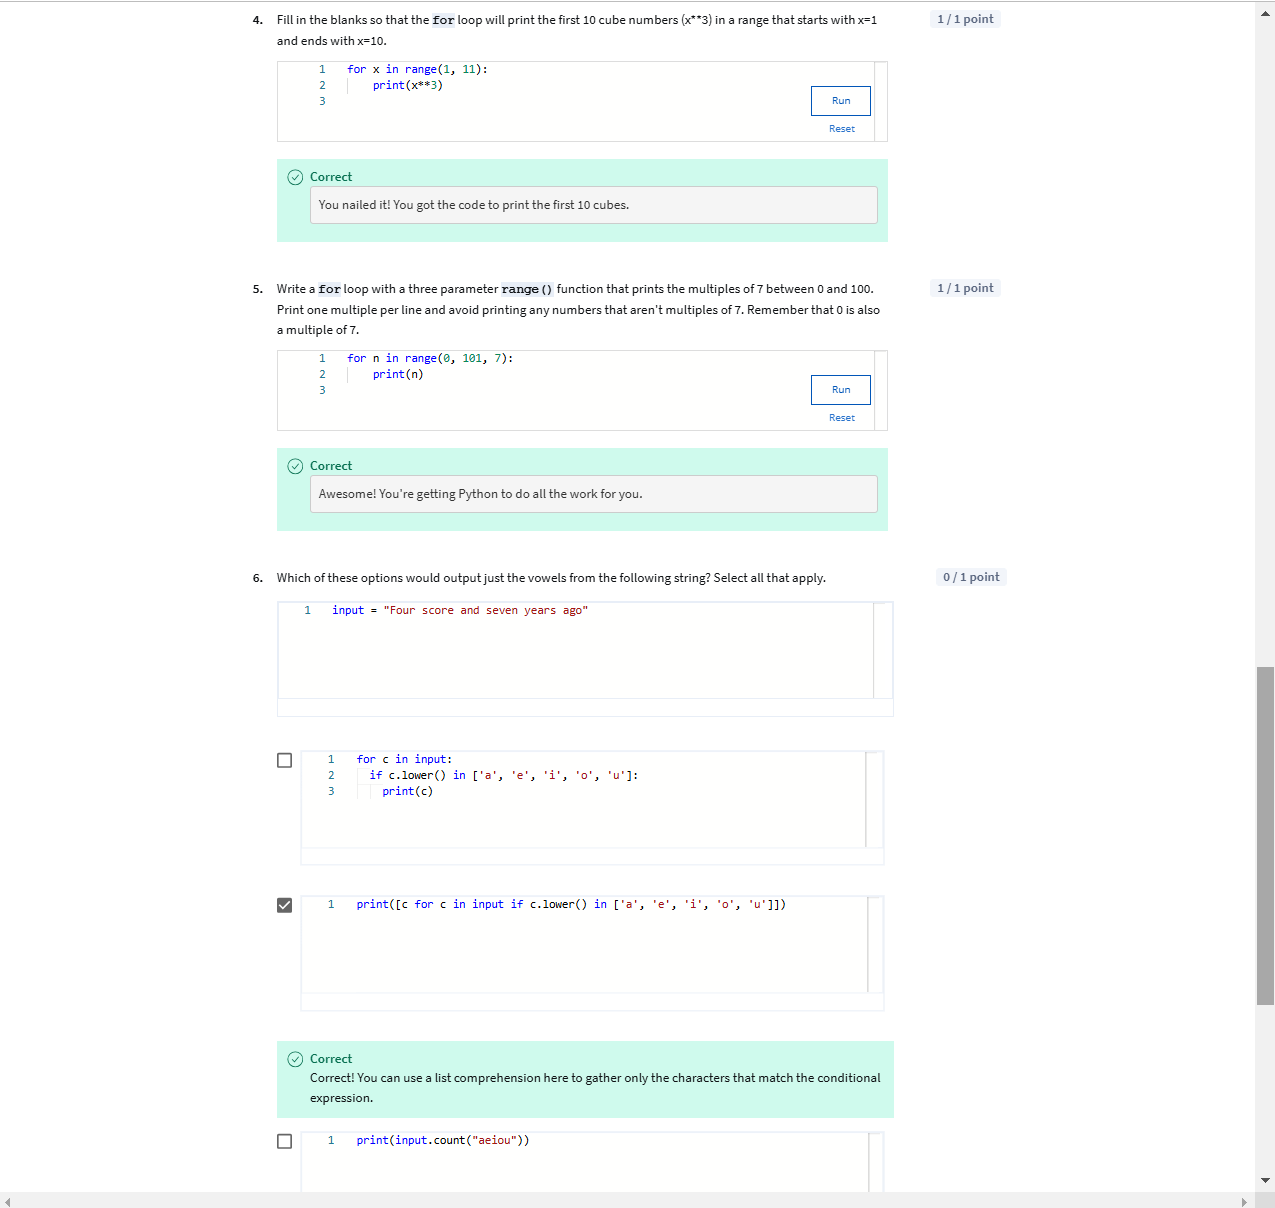 4. Fill in the blanks so that the for loop will print the first 10 cube numbers (x**3) in a range that starts with x=1
and ends with x=10.
1 / 1 point
1 for x in range(1, 11):
2 print(x**3)
3
Run
Reset
Correct
You nailed it! You got the code to print the first 10 cubes.
5. Write a for loop with a three parameter range() function that prints the multiples of 7 between 0 and 100.
Print one multiple per line and avoid printing any numbers that aren't multiples of 7. Remember that 0 is also
a multiple of 7.
1 / 1 point
1 for n in range(0, 101, 7):
2 print(n)
3
Run
Reset
Correct
Awesome! You're getting Python to do all the work for you.
6. Which of these options would output just the vowels from the following string? Select all that apply.
0 / 1 point
1 input = "Four score and seven years ago"
1 for c in input:
2 if c.lower() in ['a', 'e', 'i', 'o', 'u']:
3 print(c)
1 print([c for c in input if c.lower() in ['a', 'e', 'i', 'o', 'u']])
Correct
Correct! You can use a list comprehension here to gather only the characters that match the conditional
expression.
1 print(input.count("aeiou"))